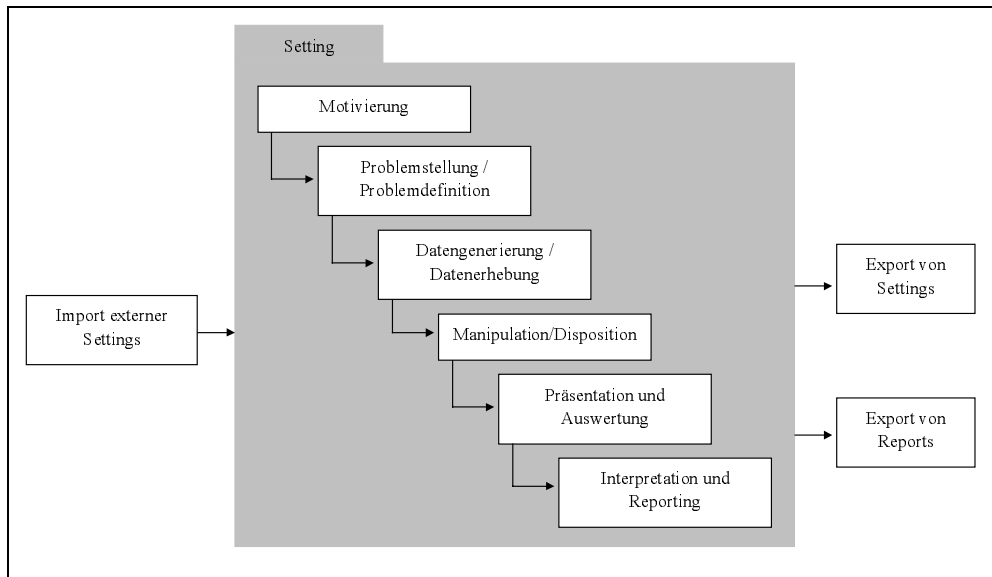 Setting
Motivierung
Problemstellung /
Problemdefinition
Datengenerierung /
Datenerhebung
Manipulation/Disposition
Präsentation und
Auswertung
Interpretation und
Reporting
Import externer
Settings
Export von
Settings
Export von
Reports